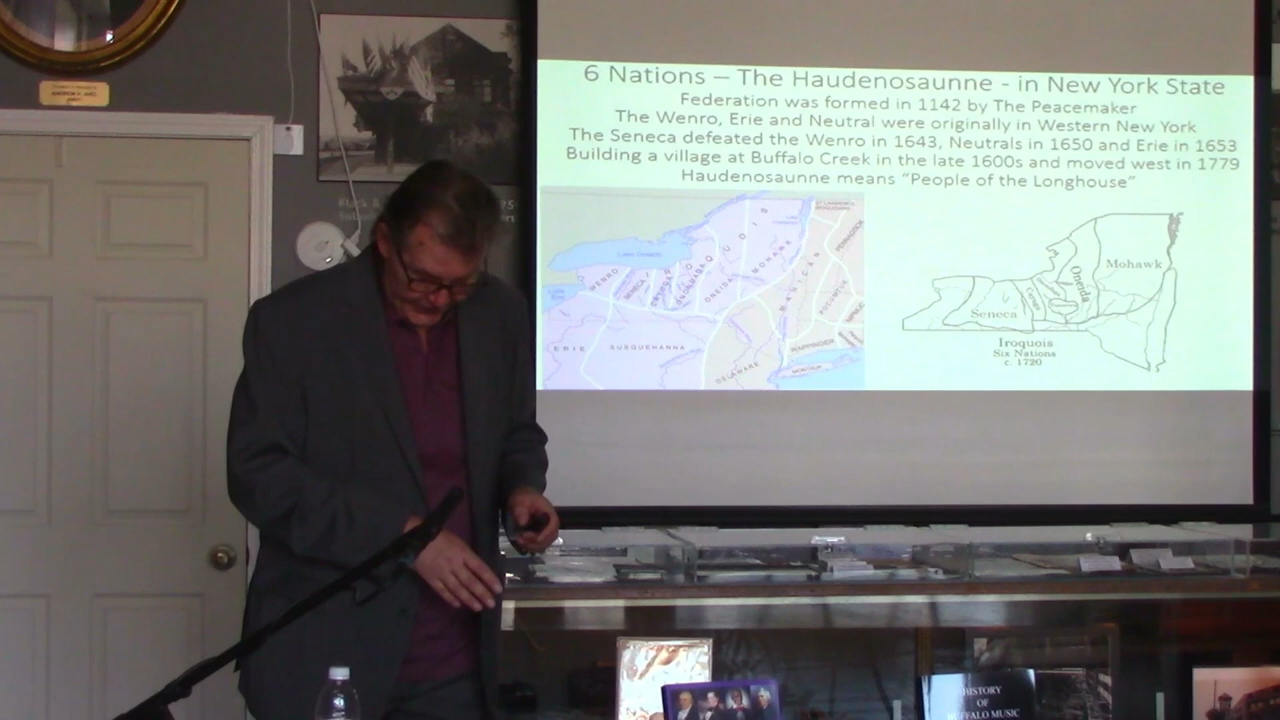 6 Nations – The Haudenosaunne - in New York State
Federation was formed in 1142 by The Peacemaker
The Wenro, Erie and Neutral were originally in Western New York
The Seneca defeated the Wenro in 1643, Neutrals in 1650 and Erie in 1653
Building a village at Buffalo Creek in the late 1600s and moved west in 1779
Haudenosaunne means “People of the Longhouse”
Lake Ontario
WENRO
SENECA
ONEIDA
MOHAWK
MAHICAN
ERIE
SUSQUEHANNA
DELAWARE
WAPPINGER
Mohawk
Oneida
Seneca
Iroquois
Six Nations
c. 1720
HISTORY
OF
BUFFALO MUSIC